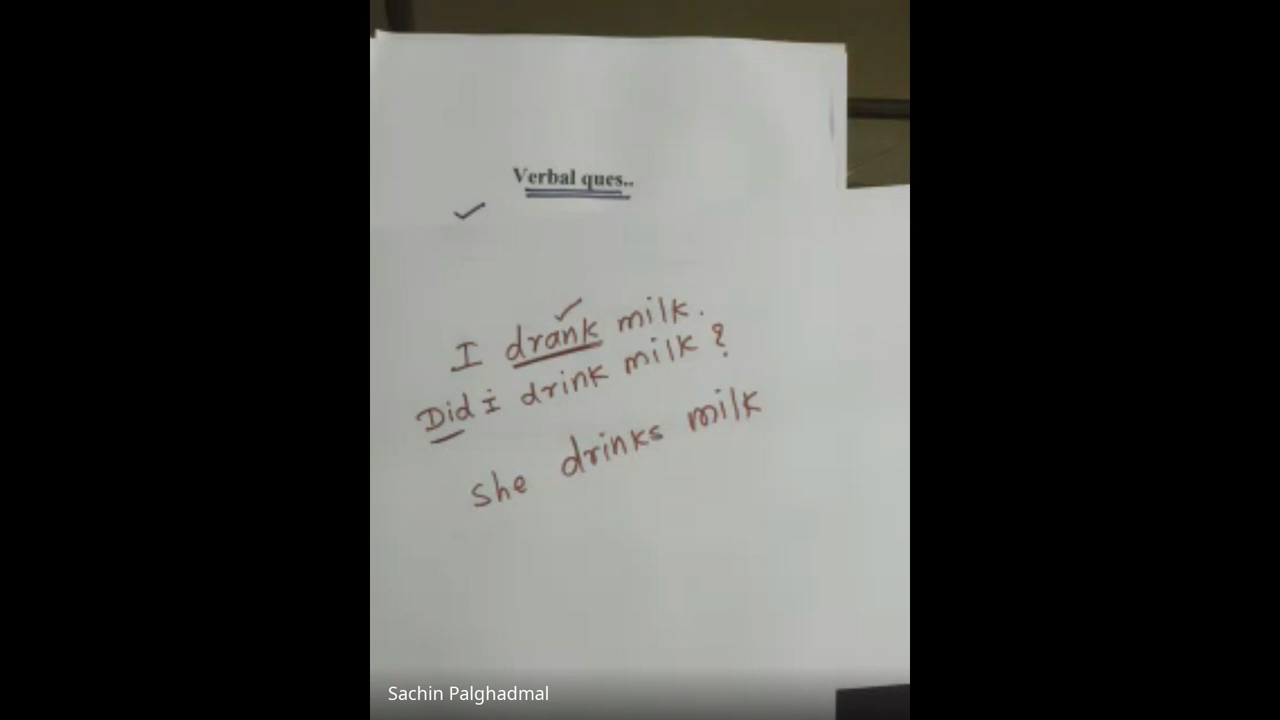 Verbal ques..
I drank milk.
Did I drink milk?
She drinks milk
Sachin Palghadmal